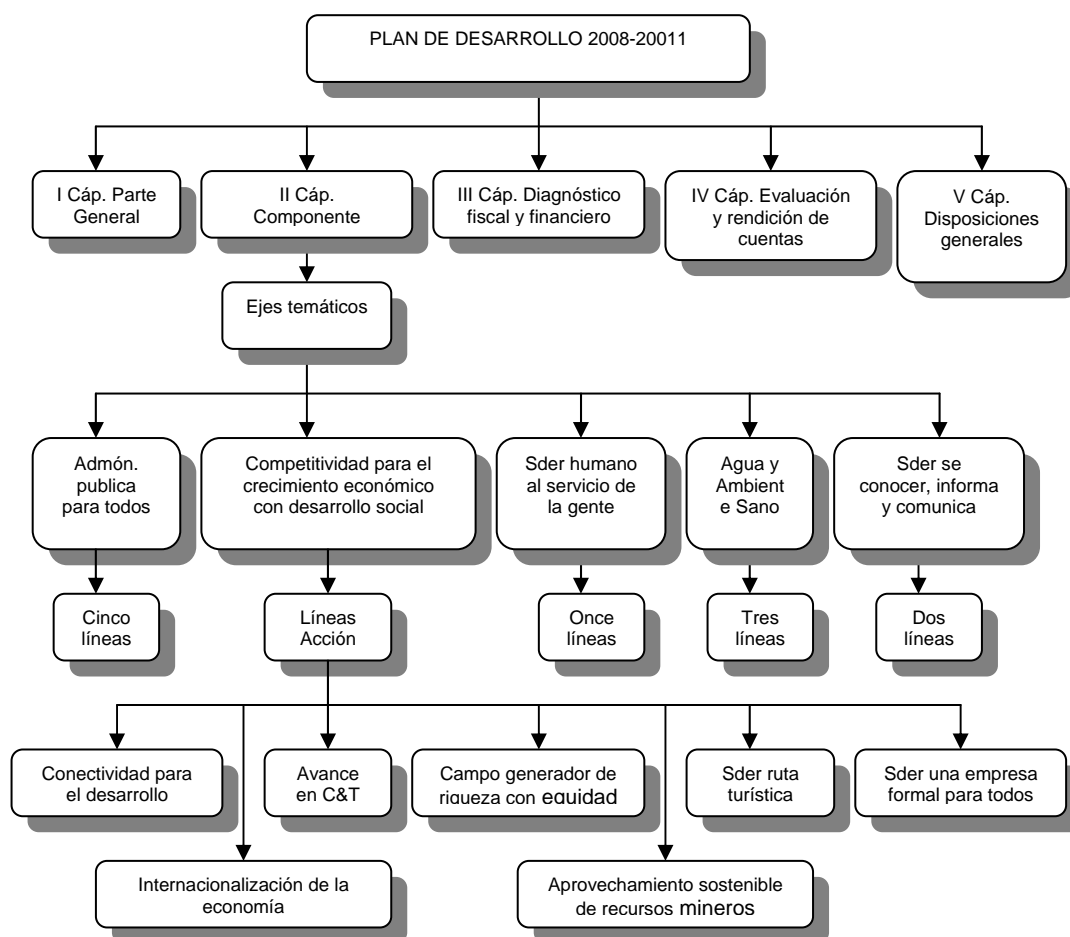 PLAN DE DESARROLLO 2008-20011
I Cáp. Parte
General
II Cáp.
Componente
III Cáp. Diagnóstico
fiscal y financiero
IV Cáp. Evaluación
y rendición de
cuentas
V Cáp.
Disposiciones
generales
Ejes temáticos
Admón.
publica
para todos
Competitividad para el
crecimiento económico
con desarrollo social
Sder humano
al servicio de
la gente
Agua y
Ambient
e Sano
Sder se
conocer, informa
y comunica
Cinco
líneas
Líneas
Acción
Once
líneas
Tres
líneas
Dos
líneas
Conectividad para
el desarrollo
Avance
en C&T
Campo generador de
riqueza con equidad
Sder ruta
turística
Sder una empresa
formal para todos
Internacionalización de la
economía
Aprovechamiento sostenible
de recursos mineros